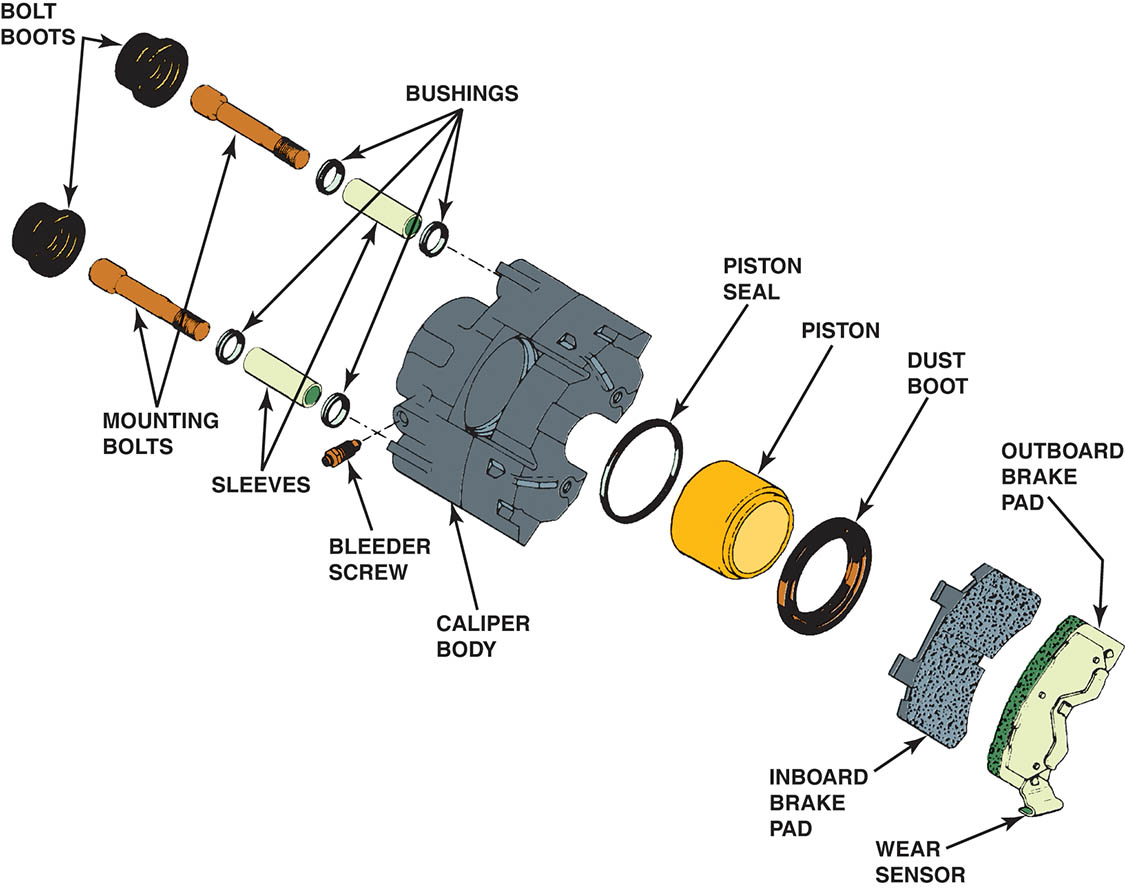 BOLT
BOOTS
BUSHINGS
PISTON
SEAL
PISTON
DUST
BOOT
MOUNTING
BOLTS
SLEEVES
OUTBOARD
BRAKE
PAD
BLEEDER
SCREW
CALIPER
BODY
INBOARD
BRAKE
PAD
WEAR
SENSOR